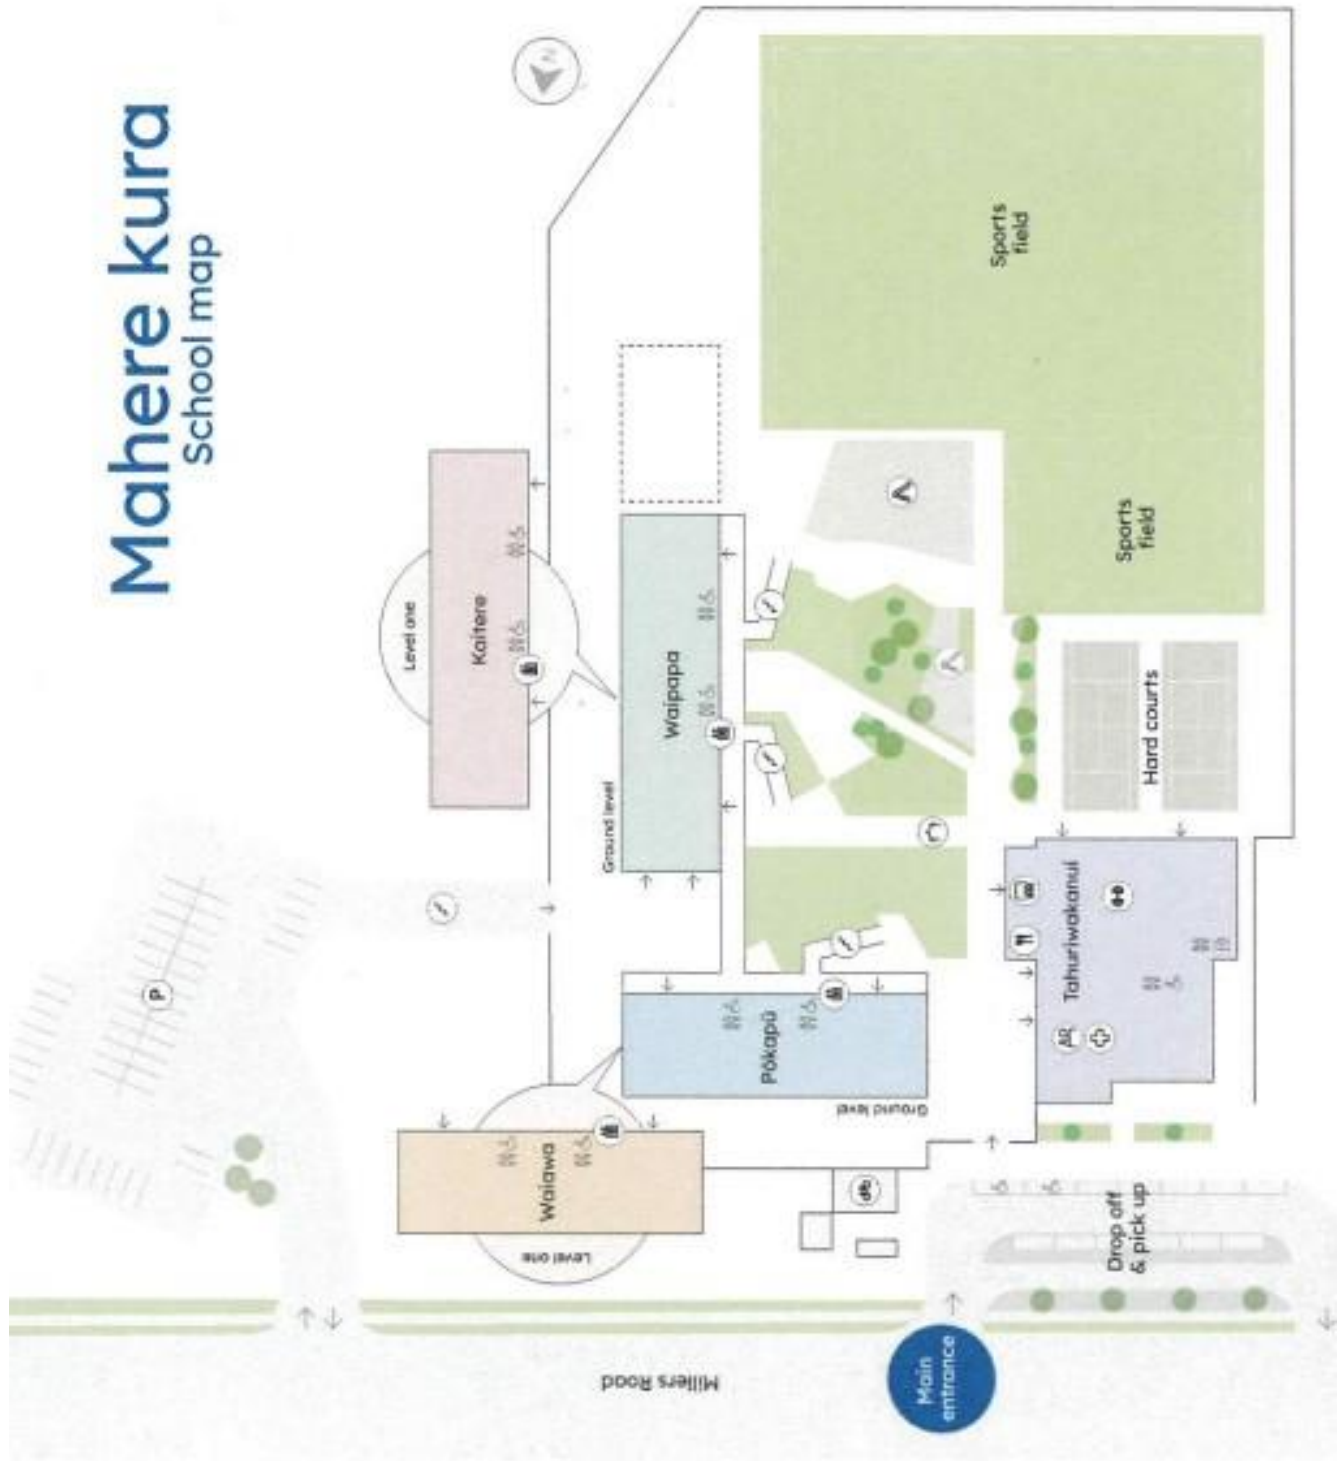 Mahere kura
School map
N
Level one
Kaitere
Ground level
Waipapa
Sports
field
Sports
field
Hard courts
P
Pōkapū
Ground level
Waiawa
Level one
Tahuriwakanui
Drop off
& pick up
Main
entrance
Millers Road